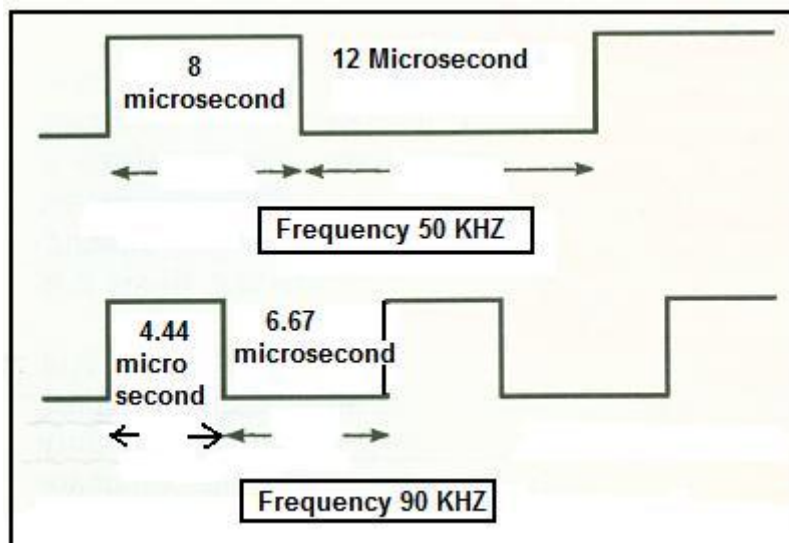 8
microsecond
12 Microsecond
Frequency 50 KHZ
4.44
micro
second
6.67
microsecond
Frequency 90 KHZ